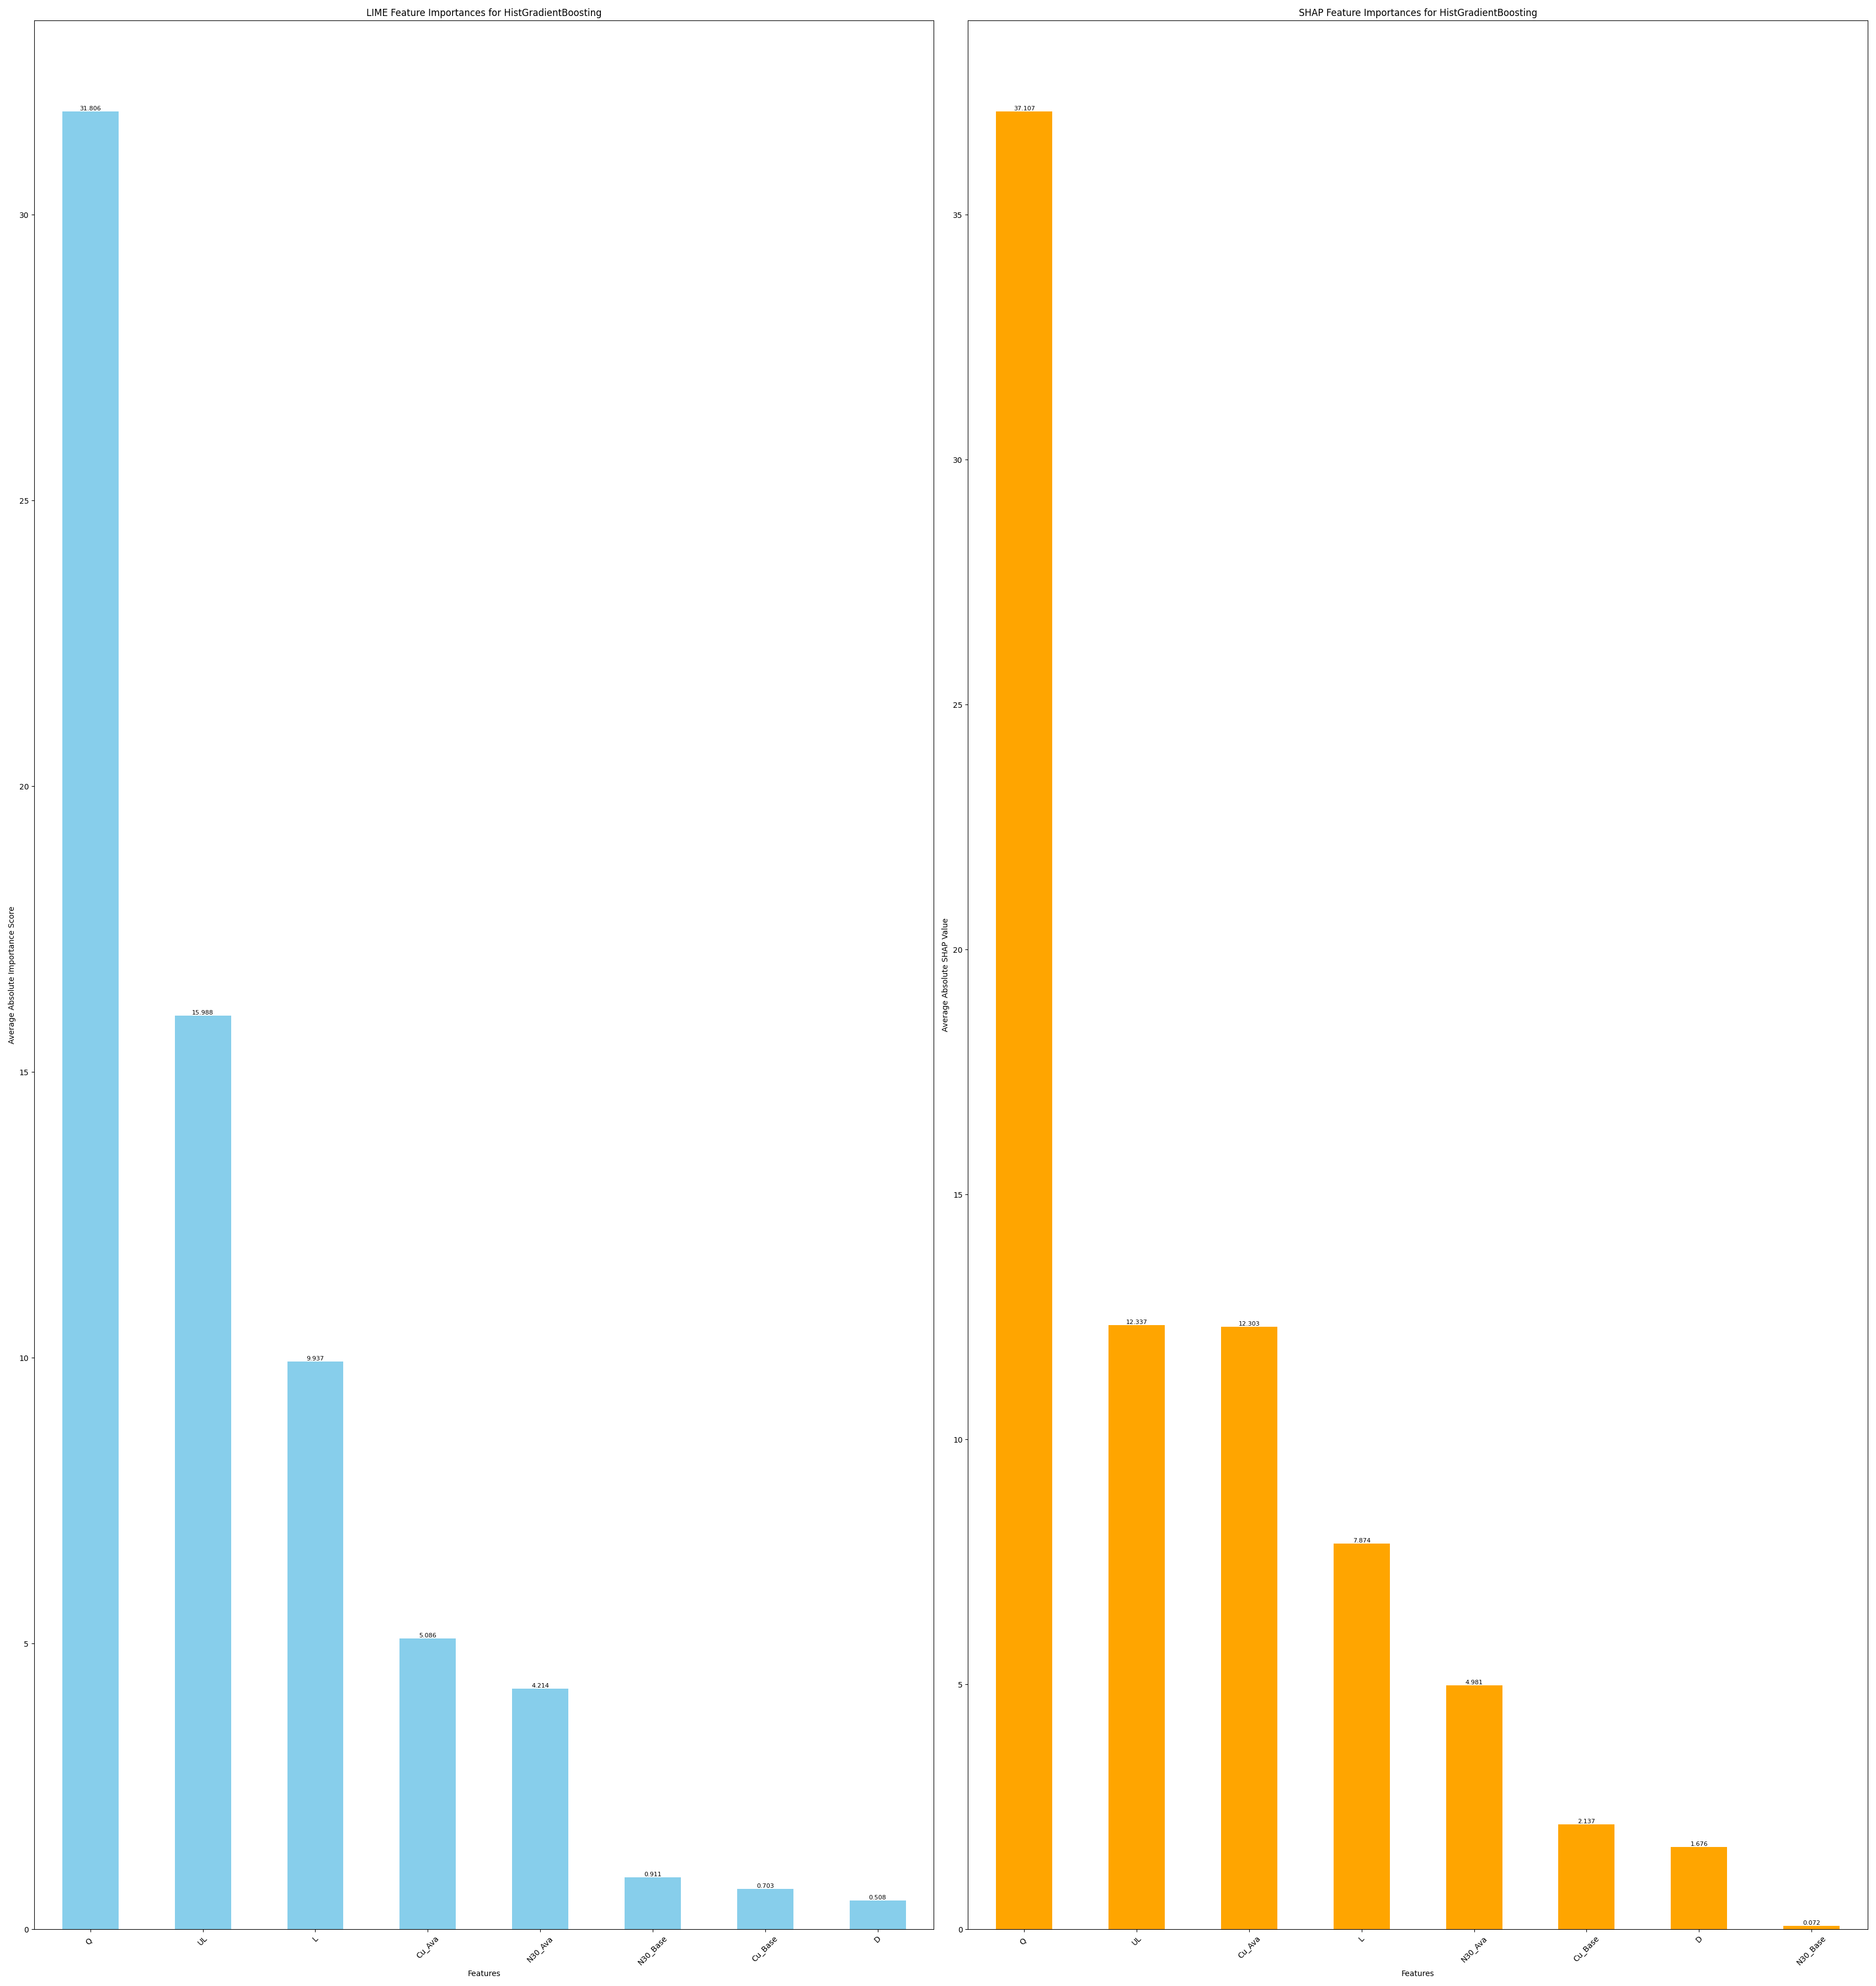 LIME Feature Importances for HistGradientBoosting
Average Absolute Importance Score
30
25
20
15
10
5
0
31.806
15.988
9.937
5.086
4.214
0.911
0.703
0.508
Q
UL
L
Cu_Ava
N30_Ava
N30_Base
Cu_Base
D
Features
SHAP Feature Importances for HistGradientBoosting
Average Absolute SHAP Value
35
30
25
20
15
10
5
0
37.107
12.337
12.303
7.874
4.981
2.137
1.676
0.072
Q
UL
Cu_Ava
L
N30_Ava
Cu_Base
D
N30_Base
Features